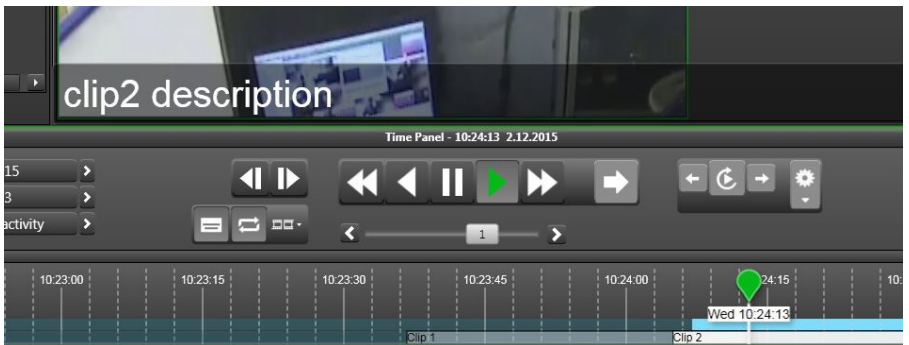 clip2 description
Time Panel - 10:24:13 2.12.2015
15
3
activity
1
10:23:00 10:23:15 10:23:30 10:23:45 10:24:00 24:15 10:
Wed 10:24:13
Clip 1 Clip 2